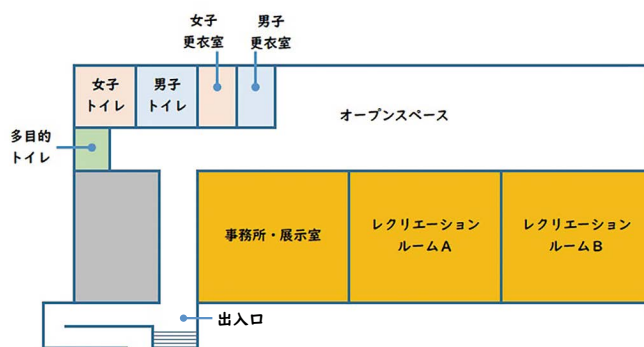 女子
更衣室
男子
更衣室
女子
トイレ
男子
トイレ
オープンスペース
多目的
トイレ
事務所・展示室
レクリエーション
ルームA
レクリエーション
ルームB
出入口